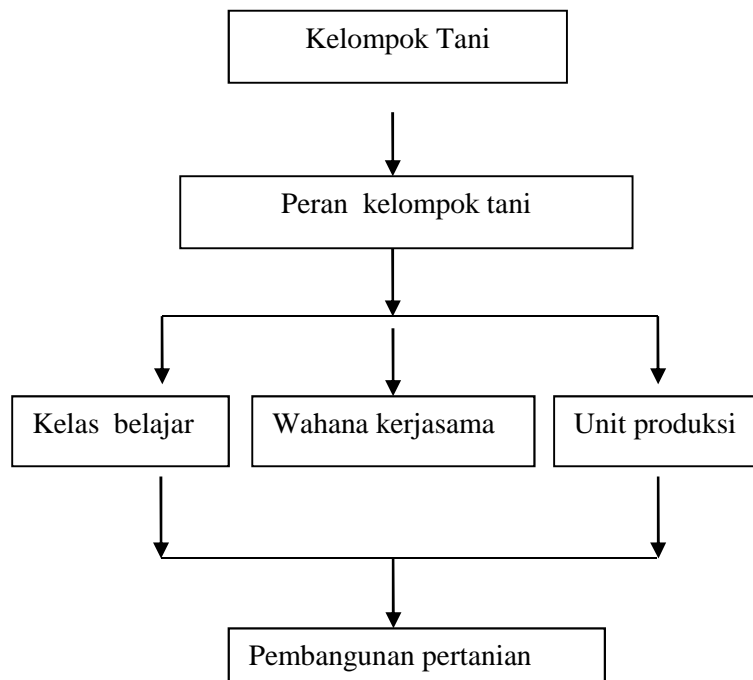 Kelompok Tani
Peran kelompok tani
Kelas belajar
Wahana kerjasama
Unit produksi
Pembangunan pertanian